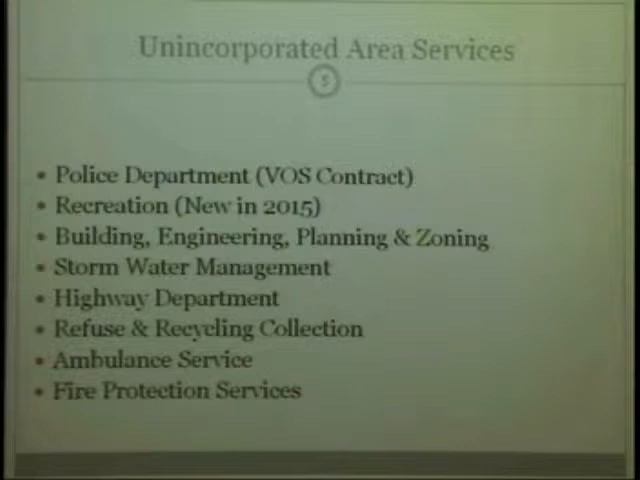 Unincorporated Area Services
5
• Police Department (VOS Contract)
• Recreation (New in 2015)
• Building, Engineering, Planning & Zoning
• Storm Water Management
• Highway Department
• Refuse & Recycling Collection
• Ambulance Service
• Fire Protection Services